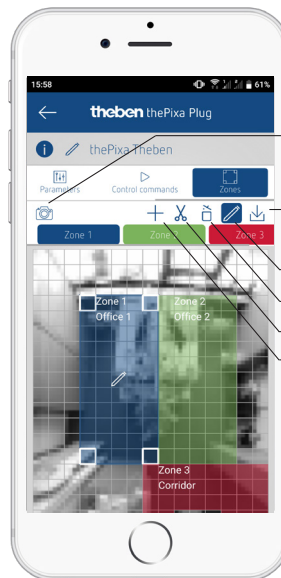 15:58
61%
theben thePixa Plug
thePixa Theben
Parameters
Control commands
Zones
Zone 1
Zone 2
Zone 3
Zone 1
Office 1
Zone 2
Office 2
Zone 3
Corridor